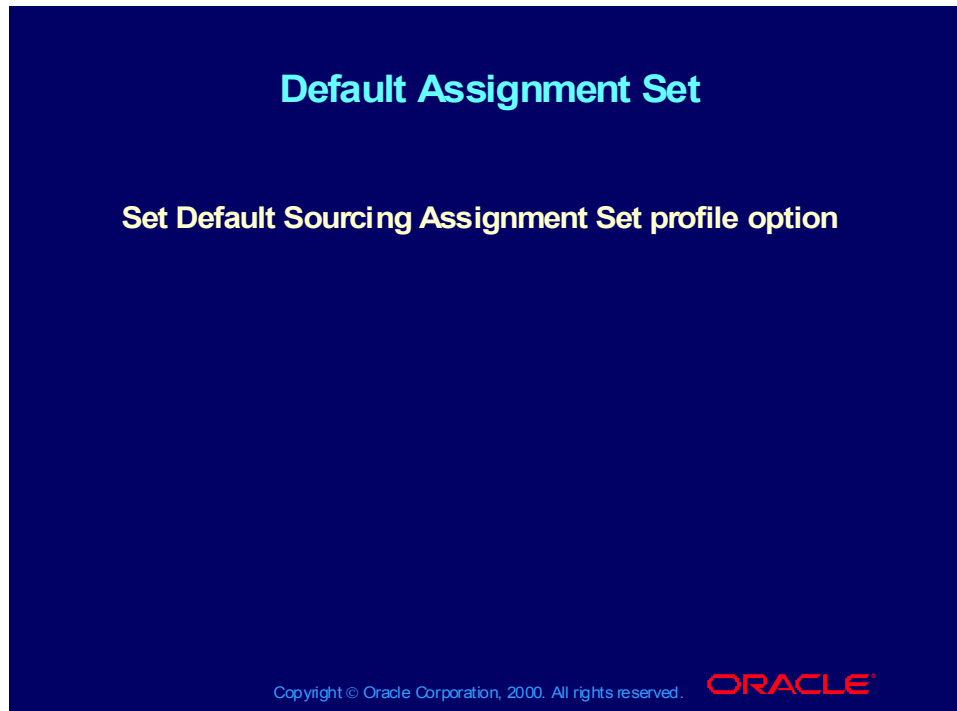 Default Assignment Set
Set Default Sourcing Assignment Set profile option
Copyright © Oracle Corporation, 2000. All rights reserved.
ORACLE®